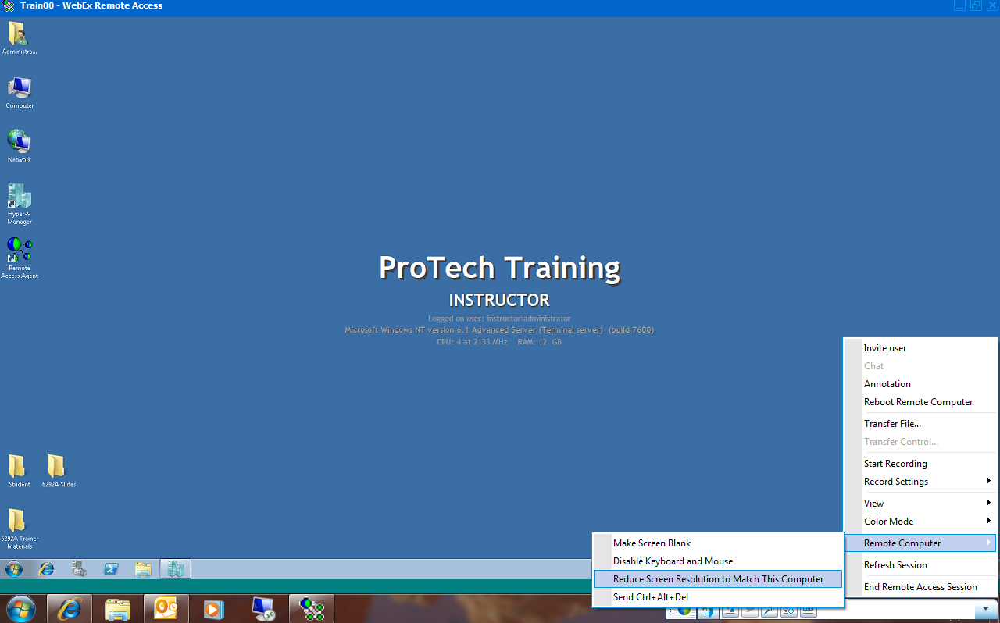 Train00 - WebEx Remote Access
Administra...
Computer
Network
Hyper-V
Manager
Remote
Access Agent
ProTech Training
INSTRUCTOR
Logged on user: instructor\administrator
Microsoft Windows NT version 6.1 Advanced Server (Terminal server) (build 7600)
CPU: 4 at 2133 MHz RAM: 12 GB
Student
6292A Slides
6292A Trainer
Materials
Invite user
Chat
Annotation
Reboot Remote Computer
Transfer File...
Transfer Control...
Start Recording
Record Settings
View
Color Mode
Remote Computer
Refresh Session
End Remote Access Session
Make Screen Blank
Disable Keyboard and Mouse
Reduce Screen Resolution to Match This Computer
Send Ctrl+Alt+Del